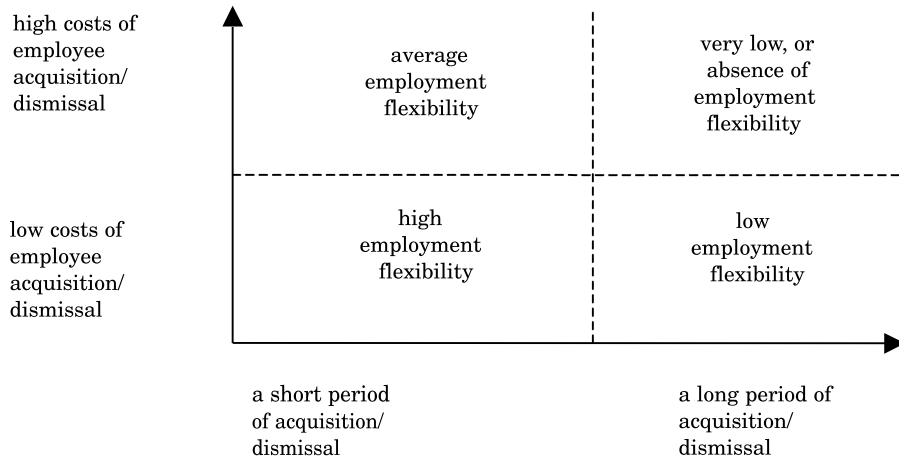 high costs of
employee
acquisition/
dismissal
average
employment
flexibility
very low, or
absence of
employment
flexibility
low costs of
employee
acquisition/
dismissal
high
employment
flexibility
low
employment
flexibility
a short period
of acquisition/
dismissal
a long period of
acquisition/
dismissal